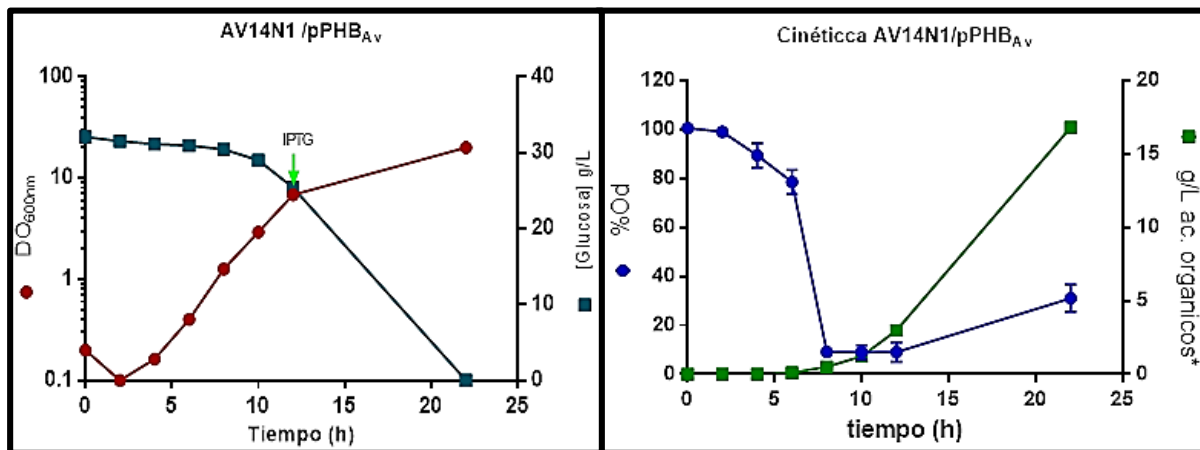 AV14N1 /pPHBAv
100
10
1
0.1
DO600nm
40
30
20
10
0
[Glucosa] g/L
IPTG
0 5 10 15 20 25
Tiempo (h)
Cinéticca AV14N1/pPHBAv
120
100
80
60
40
20
0
%Od
20
15
10
5
0
g/L ac. organicos*
0 5 10 15 20 25
tiempo (h)